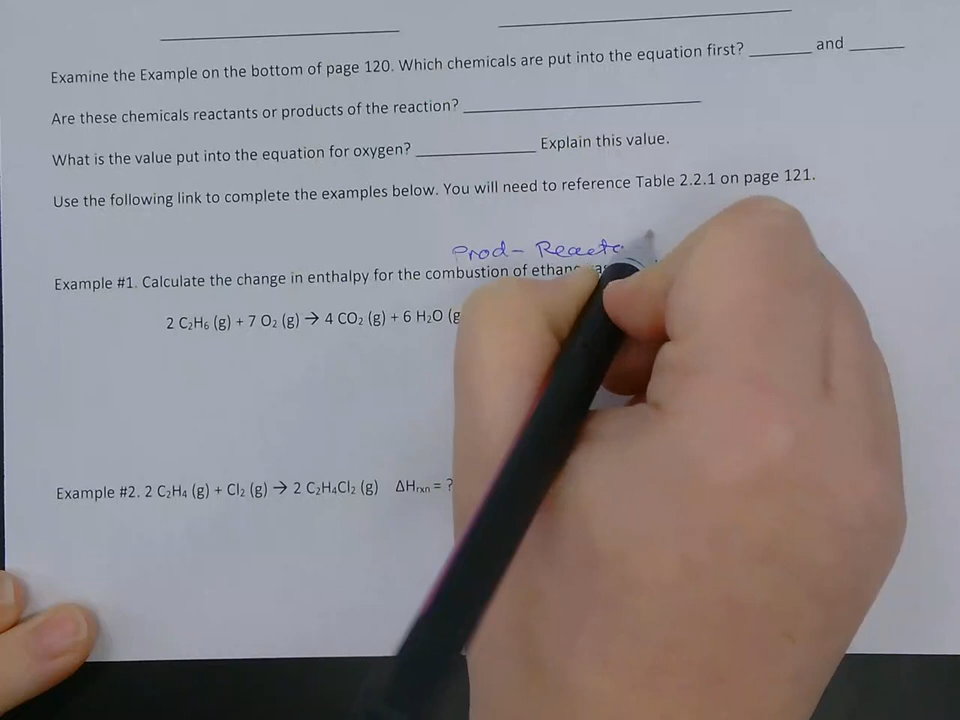 Examine the Example on the bottom of page 120. Which chemicals are put into the equation first? ______ and ______
Are these chemicals reactants or products of the reaction? ______
What is the value put into the equation for oxygen? ______ Explain this value.
Use the following link to complete the examples below. You will need to reference Table 2.2.1 on page 121.
Prod - Reacta
Example #1. Calculate the change in enthalpy for the combustion of
2 C₂H₆ (g) + 7 O₂ (g) → 4 CO₂ (g) + 6 H₂O (g
Example #2. 2 C₂H₄ (g) + Cl₂ (g) → 2 C₂H₄Cl₂ (g) ΔHrxn = ?